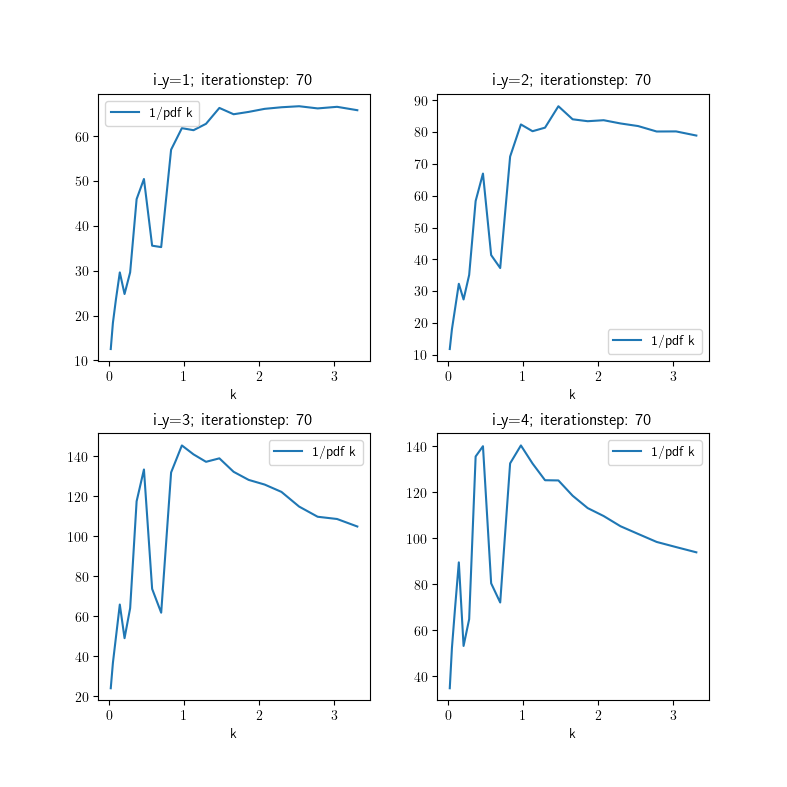 i_y=1; iterationstep: 70
1/pdf k
60
50
40
30
20
10
0 1 2 3
k
i_y=2; iterationstep: 70
90
80
70
60
50
40
30
20
10
1/pdf k
0 1 2 3
k
i_y=3; iterationstep: 70
1/pdf k
140
120
100
80
60
40
20
0 1 2 3
k
i_y=4; iterationstep: 70
1/pdf k
140
120
100
80
60
40
0 1 2 3
k